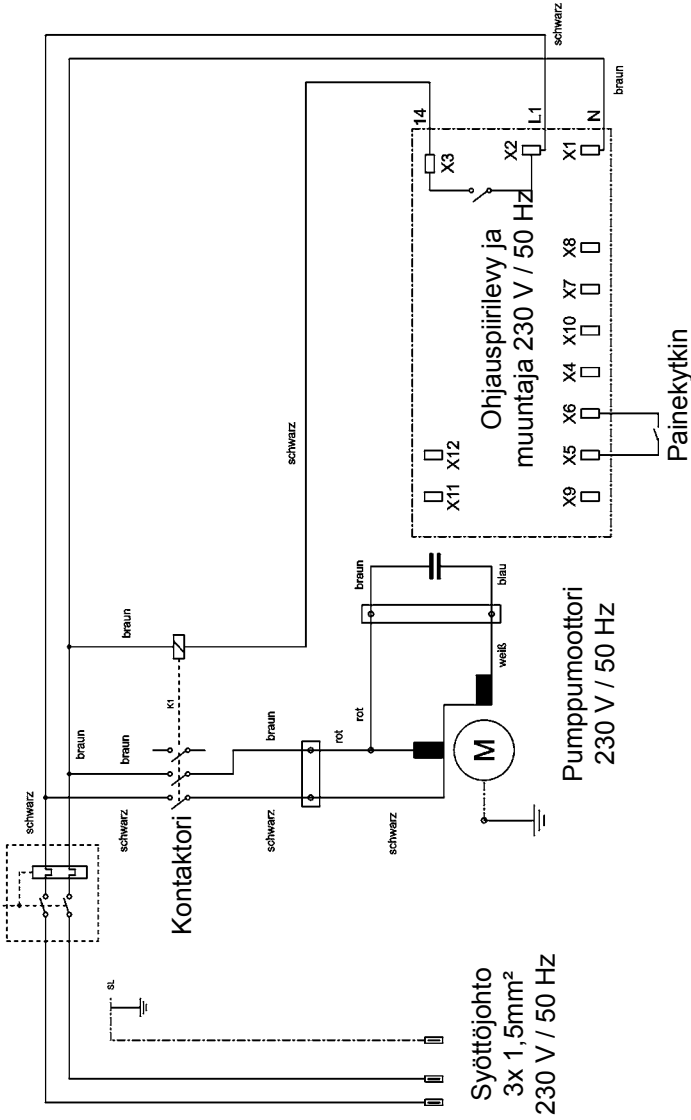 schwarz
braun
14
L1
N
X3
X2
X1
Ohjauspiirilevy ja
muuntaja 230 V / 50 Hz
X8
X7
X10
X4
X6
X5
X9
X12
X11
Painekytkin
schwarz
braun
K1
braun
braun
schwarz
schwarz
Kontaktori
braun
schwarz
rot
rot
schwarz
braun
blau
weiß
M
Pumppumoottori
230 V / 50 Hz
SL
Syöttöjohto
3x 1,5mm²
230 V / 50 Hz